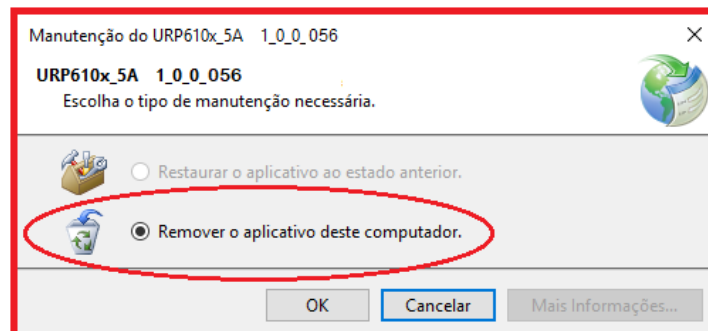 Manutenção do URP610x_5A 1_0_0_056
URP610x_5A 1_0_0_056
Escolha o tipo de manutenção necessária.
Restaurar o aplicativo ao estado anterior.
Remover o aplicativo deste computador.
OK Cancelar Mais Informações...